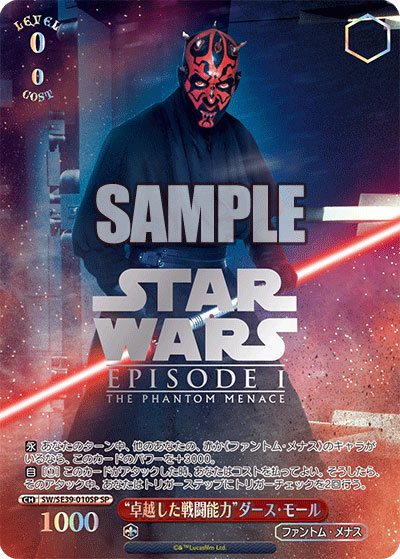 LEVEL
0
0
COST
SAMPLE
STAR
WARS
EPISODE I
THE PHANTOM MENACE
永 あなたのターン中、他のあなたの、赤か《ファントム・メナス》のキャラが
いるなら、このカードのパワーを+3000。
自 [①] このカードがアタックした時、あなたはコストを払ってよい。そうしたら、
そのアタック中、あなたはトリガーステップにトリガーチェックを2回行う。
CH SW/SE39-010SP SP
1000
“卓越した戦闘能力”ダース・モール
ファントム・メナス
©&™Lucasfilm Ltd.